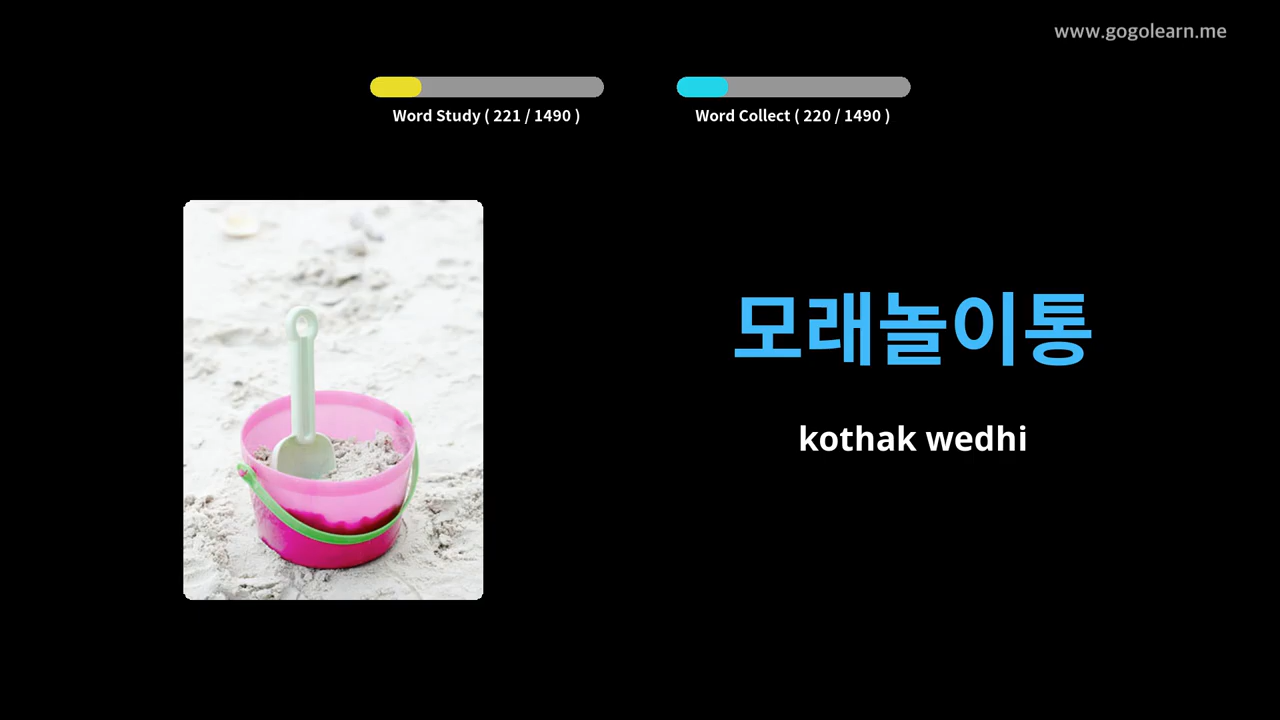 www.gogolearn.me
Word Study ( 221 / 1490 )
Word Collect ( 220 / 1490 )
모래놀이통
kothak wedhi